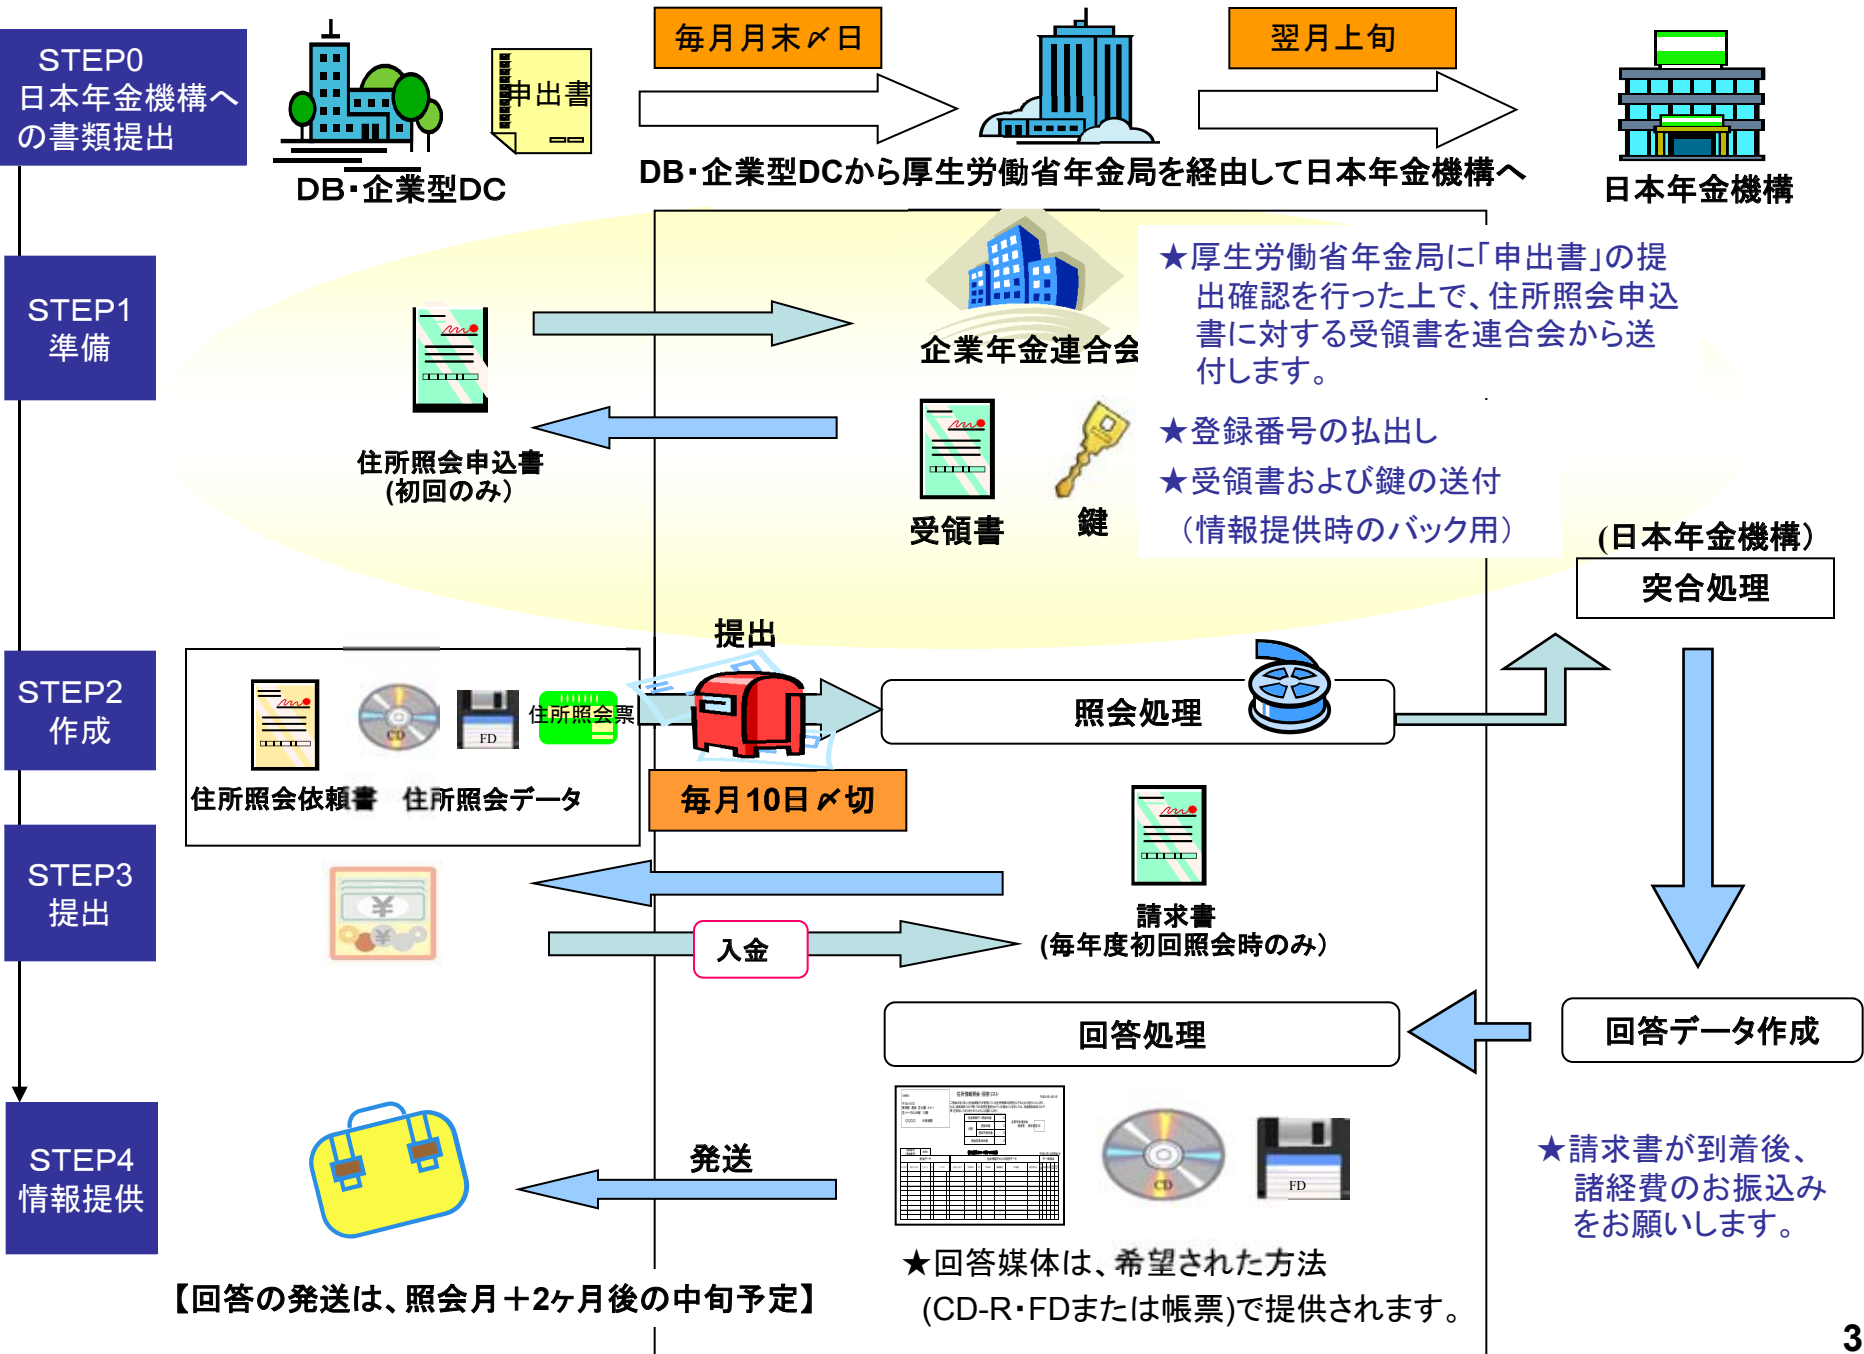 STEP0
日本年金機構へ
の書類提出
申出書
DB・企業型DC
毎月月末〆日
翌月上旬
DB・企業型DCから厚生労働省年金局を経由して日本年金機構へ
日本年金機構
STEP1
準備
企業年金連合会
★厚生労働省年金局に「申出書」の提
出確認を行った上で、住所照会申込
書に対する受領書を連合会から送
付します。
住所照会申込書
(初回のみ）
受領書
鍵
★登録番号の払出し
★受領書および鍵の送付
（情報提供時のバック用）
(日本年金機構）
突合処理
STEP2
作成
CD
FD
住所照会票
住所照会依頼書
住所照会データ
提出
毎月10日〆切
照会処理
STEP3
提出
¥
¥
請求書
(毎年度初回照会時のみ）
入金
回答処理
回答データ作成
STEP4
情報提供
発送
CD
FD
★請求書が到着後、
諸経費のお振込み
をお願いします。
★回答媒体は、希望された方法
(CD-R・FDまたは帳票)で提供されます。
【回答の発送は、照会月＋2ヶ月後の中旬予定】
3